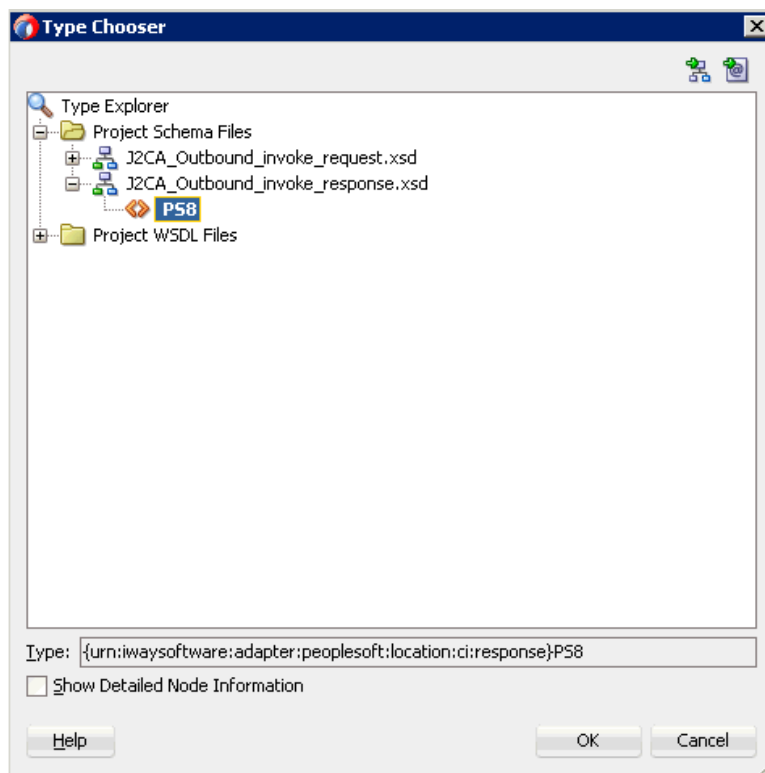 Type Chooser
Type Explorer
Project Schema Files
J2CA_Outbound_invoke_request.xsd
J2CA_Outbound_invoke_response.xsd
PS8
Project WSDL Files
Type: {urn:iwaysoftware:adapter:peoplesoft:location:ci:response}PS8
Show Detailed Node Information
Help OK Cancel